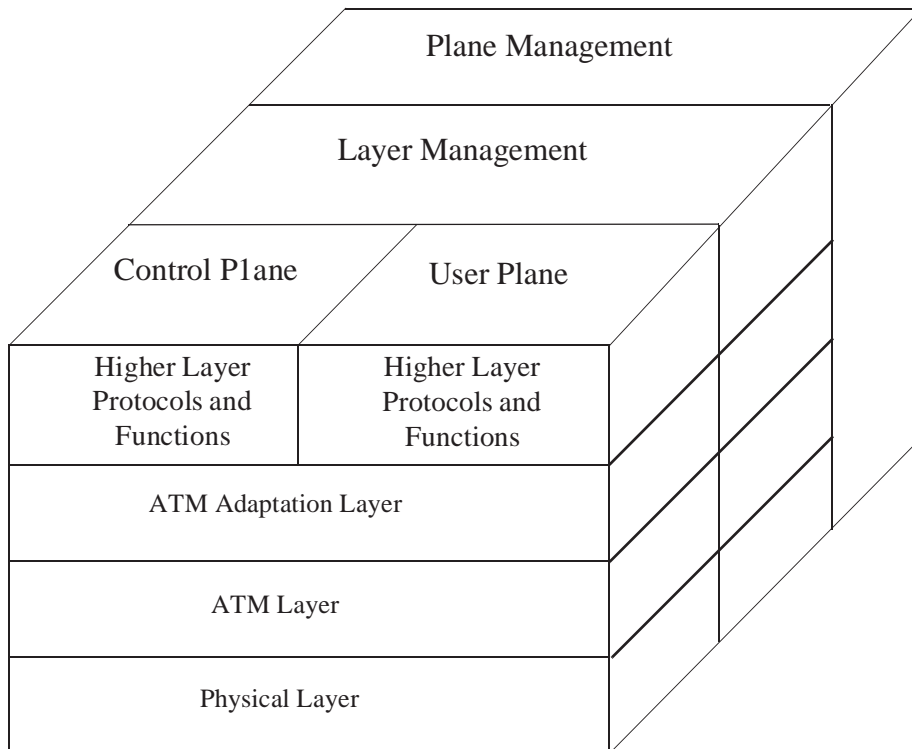 Plane Management
Layer Management
Control P1ane
User Plane
Higher Layer
Protocols and
Functions
Higher Layer
Protocols and
Functions
ATM Adaptation Layer
ATM Layer
Physical Layer